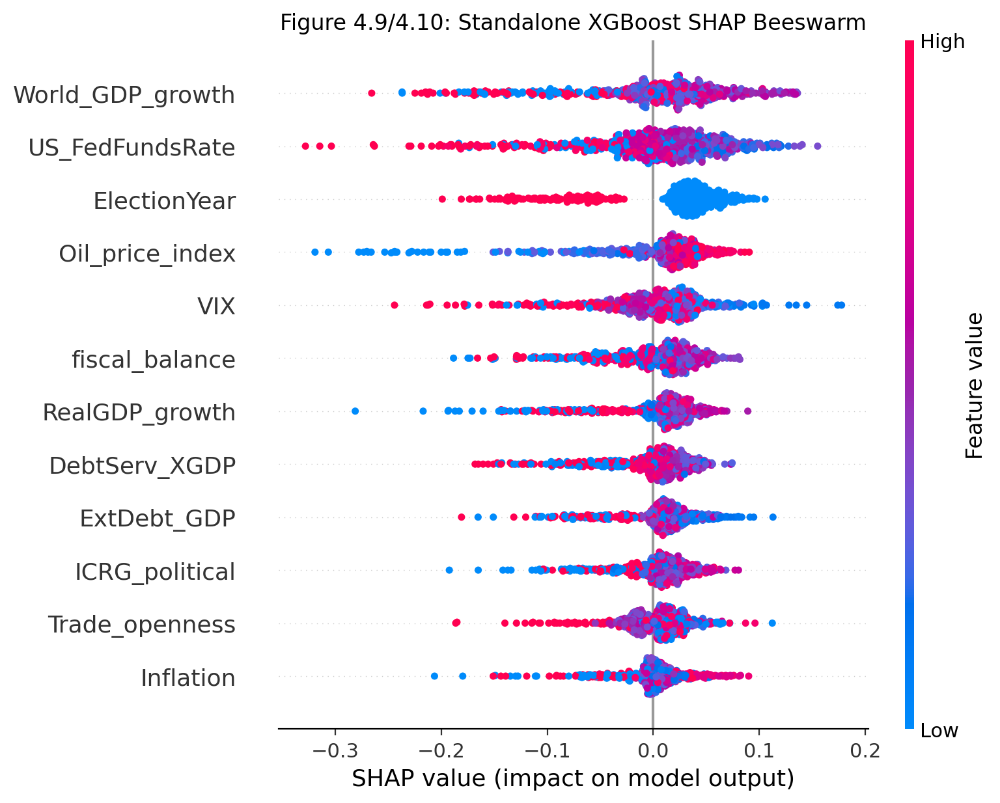 Figure 4.9/4.10: Standalone XGBoost SHAP Beeswarm
High
World_GDP_growth
US_FedFundsRate
ElectionYear
Oil_price_index
VIX
fiscal_balance
RealGDP_growth
DebtServ_XGDP
ExtDebt_GDP
ICRG_political
Trade_openness
Inflation
Feature value
Low
−0.3 −0.2 −0.1 0.0 0.1 0.2
SHAP value (impact on model output)